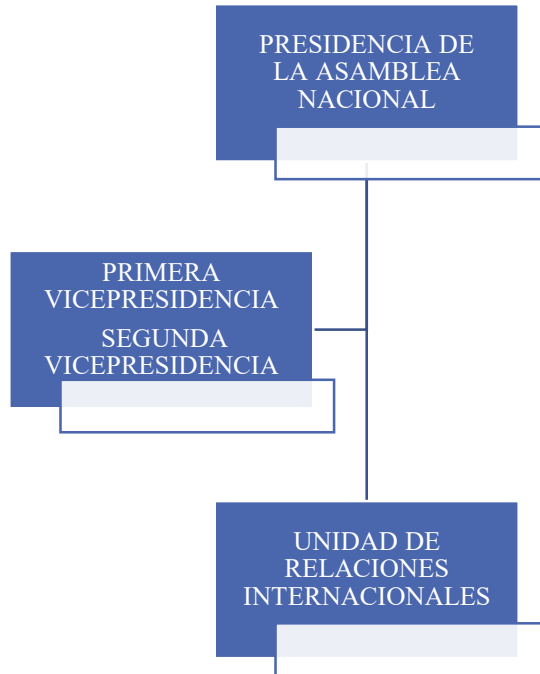 PRESIDENCIA DE
LA ASAMBLEA
NACIONAL
PRIMERA
VICEPRESIDENCIA
SEGUNDA
VICEPRESIDENCIA
UNIDAD DE
RELACIONES
INTERNACIONALES